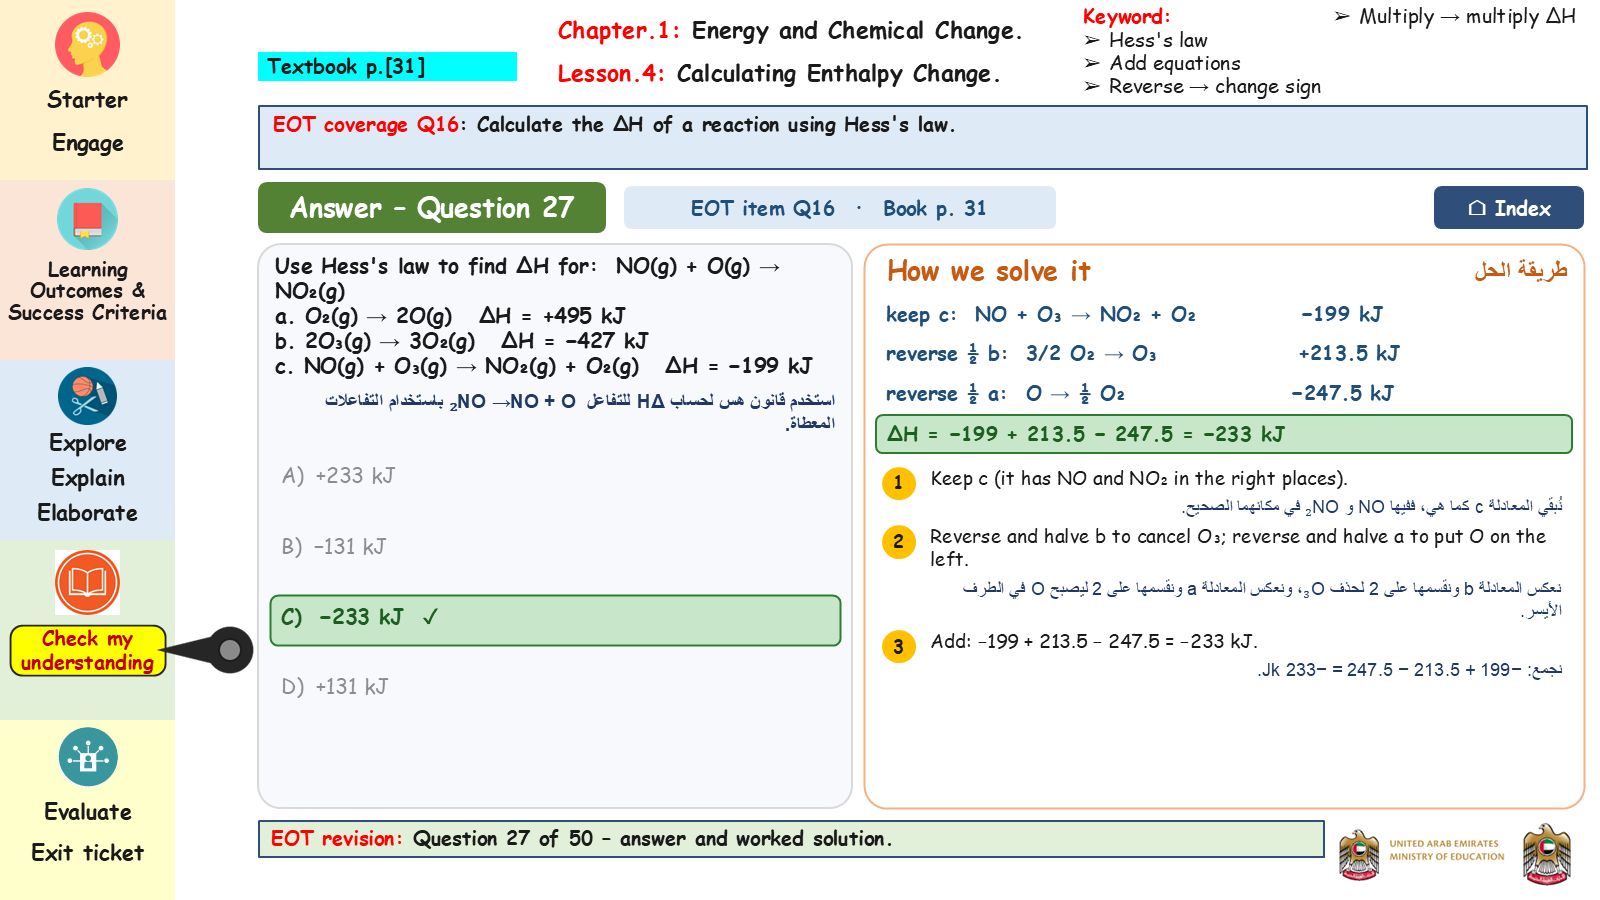 Starter
Engage
Learning
Outcomes &
Success Criteria
Explore
Explain
Elaborate
Check my
understanding
Evaluate
Exit ticket
Textbook p.[31]
Chapter.1: Energy and Chemical Change.
Lesson.4: Calculating Enthalpy Change.
Keyword:
➢ Hess's law
➢ Add equations
➢ Reverse → change sign
➢ Multiply → multiply ΔH
EOT coverage Q16: Calculate the ΔH of a reaction using Hess's law.
Answer – Question 27
EOT item Q16 · Book p. 31
⌂ Index
Use Hess's law to find ΔH for: NO(g) + O(g) →
NO₂(g)
a. O₂(g) → 2O(g) ΔH = +495 kJ
b. 2O₃(g) → 3O₂(g) ΔH = −427 kJ
c. NO(g) + O₃(g) → NO₂(g) + O₂(g) ΔH = −199 kJ
استخدم قانون هس لحساب ΔH للتفاعل NO + O→ NO₂ باستخدام التفاعلات
المعطاة.
A) +233 kJ
B) −131 kJ
C) −233 kJ ✓
D) +131 kJ
How we solve it
طريقة الحل
keep c: NO + O₃ → NO₂ + O₂ −199 kJ
reverse ½ b: 3/2 O₂ → O₃ +213.5 kJ
reverse ½ a: O → ½ O₂ −247.5 kJ
ΔH = −199 + 213.5 − 247.5 = −233 kJ
1 Keep c (it has NO and NO₂ in the right places).
نُبقي المعادلة c كما هي، ففيها NO و NO₂ في مكانهما الصحيح.
2 Reverse and halve b to cancel O₃; reverse and halve a to put O on the
left.
نعكس المعادلة b ونقسمها على 2 لحذف O₃، ونعكس المعادلة a ونقسمها على 2 ليصبح O في الطرف
الأيسر.
3 Add: −199 + 213.5 − 247.5 = −233 kJ.
نجمع: −199 + 213.5 − 247.5 = −233 kJ.
EOT revision: Question 27 of 50 – answer and worked solution.
UNITED ARAB EMIRATES
MINISTRY OF EDUCATION